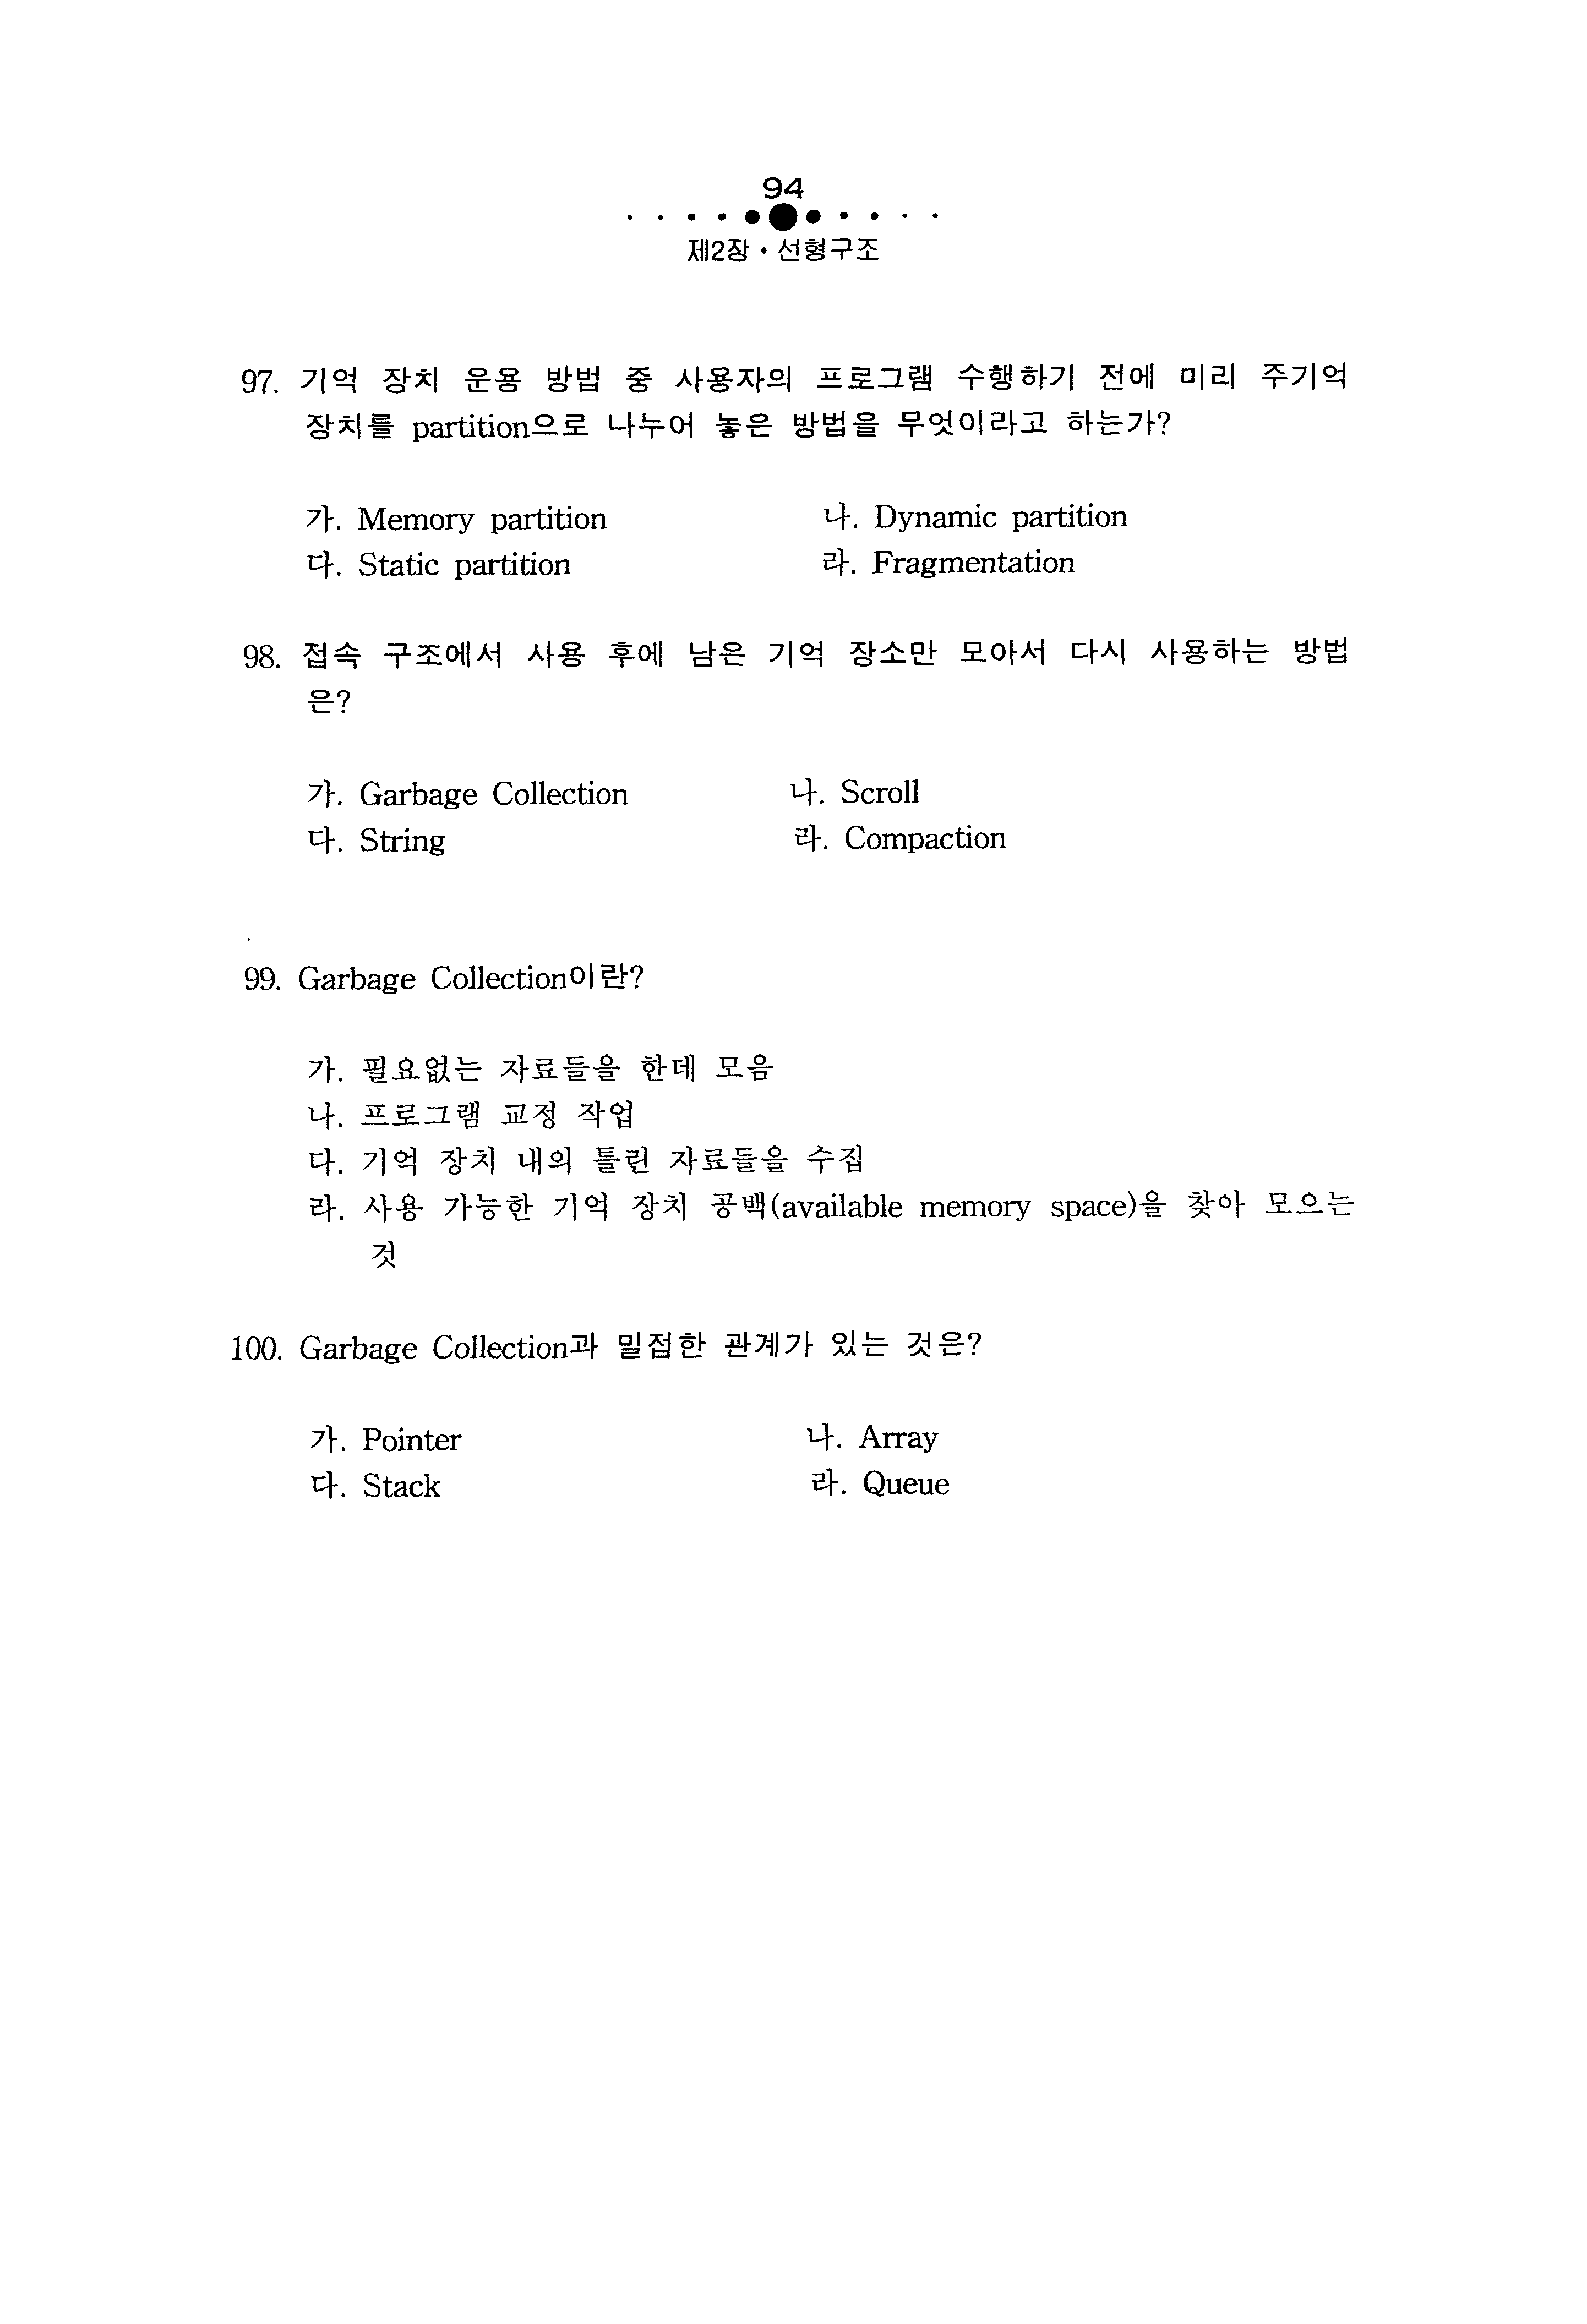 94
제2장 • 선형구조
97. 기억 장치 운용 방법 중 사용자의 프로그램 수행하기 전에 미리 주기억
장치를 partition으로 나누어 놓은 방법을 무엇이라고 하는가?
가. Memory partition 나. Dynamic partition
다. Static partition 라. Fragmentation
98. 접속 구조에서 사용 후에 남은 기억 장소만 모아서 다시 사용하는 방법
은?
가. Garbage Collection 나. Scroll
다. String 라. Compaction
99. Garbage Collection이란?
가. 필요없는 자료들을 한데 모음
나. 프로그램 교정 작업
다. 기억 장치 내의 틀린 자료들을 수집
라. 사용 가능한 기억 장치 공백(available memory space)을 찾아 모으는
것
100. Garbage Collection과 밀접한 관계가 있는 것은?
가. Pointer 나. Array
다. Stack 라. Queue